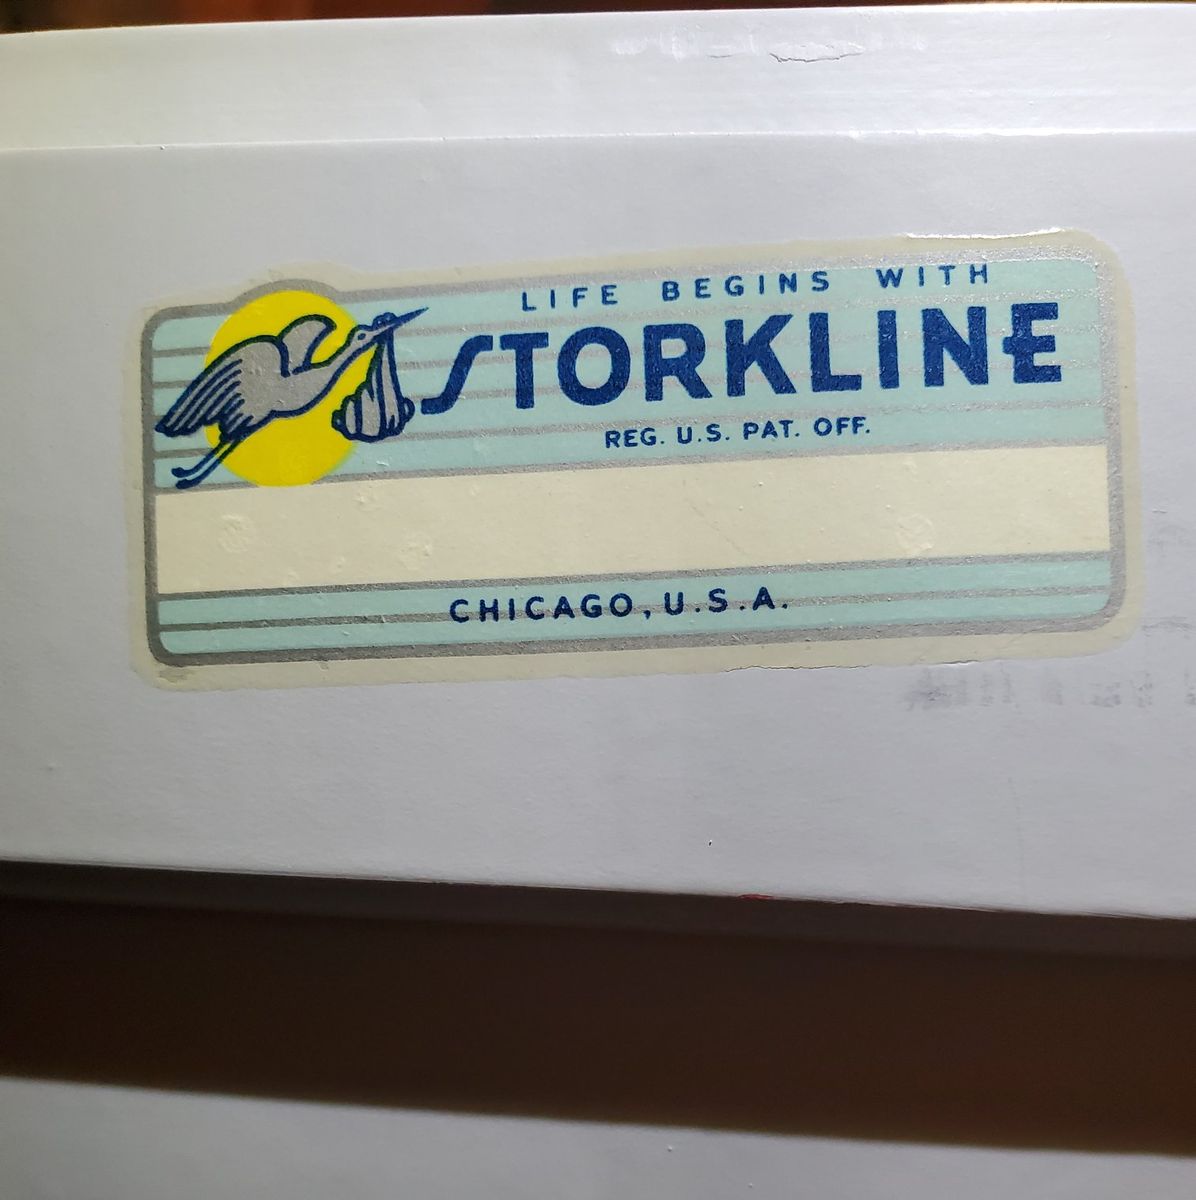 LIFE BEGINS WITH
STORKLINE
REG. U.S. PAT. OFF.
CHICAGO, U.S.A.